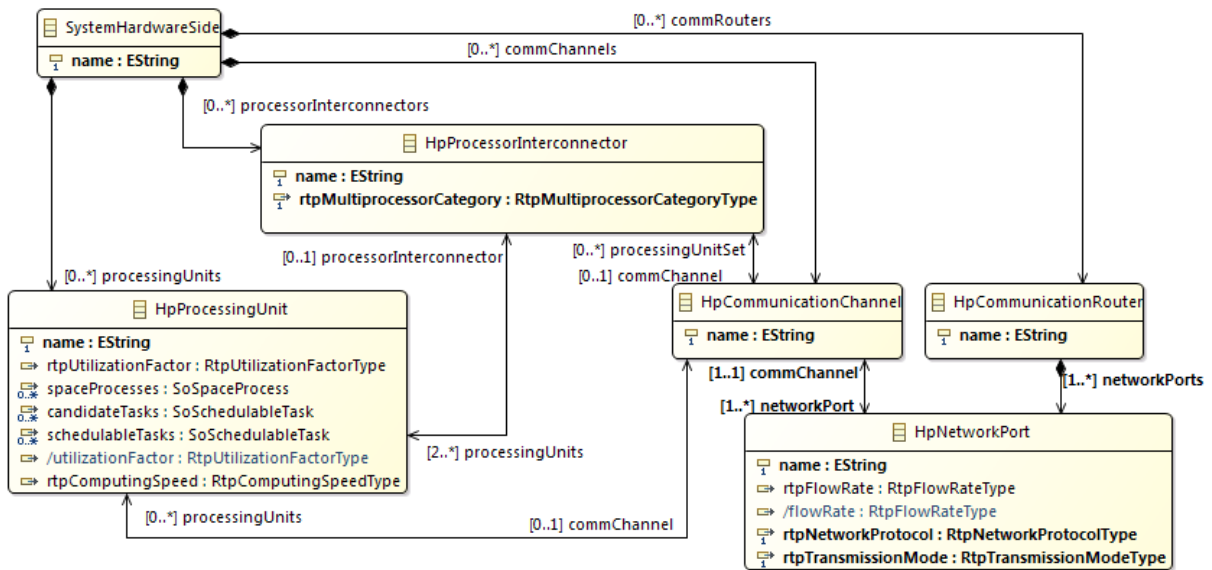 SystemHardwareSide
name : EString
[0..*] commRouters
[0..*] commChannels
[0..*] processorInterconnectors
HpProcessorInterconnector
name : EString
rtpMultiprocessorCategory : RtpMultiprocessorCategoryType
[0..1] processorInterconnector
[0..*] processingUnitSet
[0..1] commChannel
[0..*] processingUnits
HpProcessingUnit
name : EString
rtpUtilizationFactor : RtpUtilizationFactorType
spaceProcesses : SoSpaceProcess
candidateTasks : SoSchedulableTask
schedulableTasks : SoSchedulableTask
/utilizationFactor : RtpUtilizationFactorType
rtpComputingSpeed : RtpComputingSpeedType
HpCommunicationChannel
name : EString
HpCommunicationRouter
name : EString
[1..1] commChannel
[1..*] networkPorts
[1..*] networkPort
[2..*] processingUnits
[0..*] processingUnits
[0..1] commChannel
HpNetworkPort
name : EString
rtpFlowRate : RtpFlowRateType
/flowRate : RtpFlowRateType
rtpNetworkProtocol : RtpNetworkProtocolType
rtpTransmissionMode : RtpTransmissionModeType